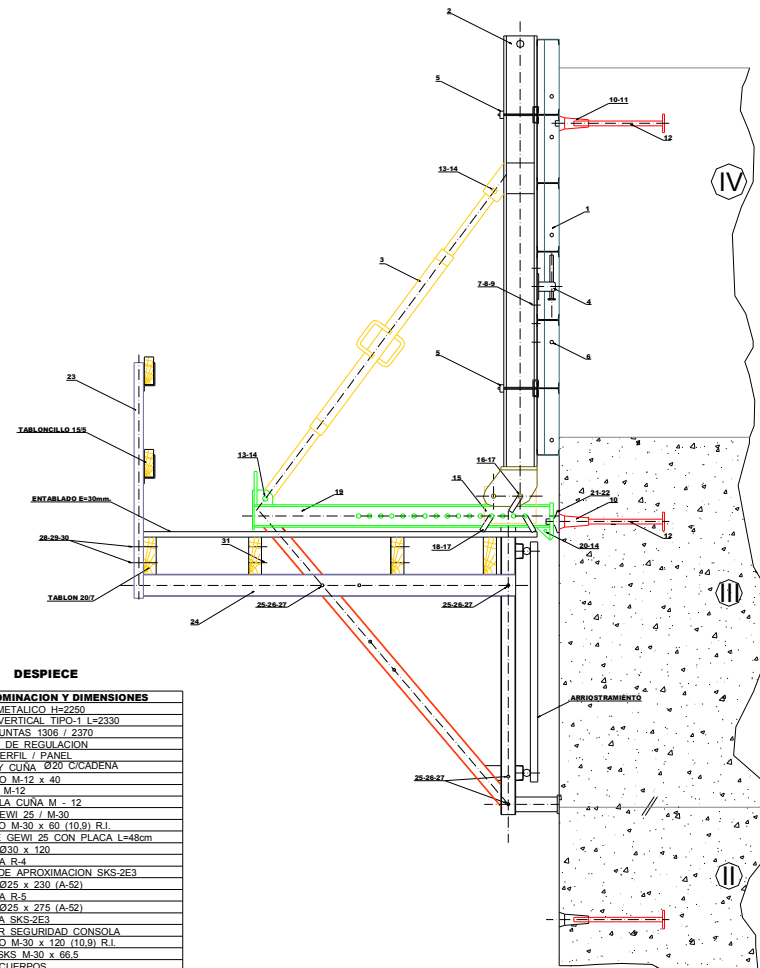 2
5
10-11
12
IV
13-14
1
3
7-8-9
4
6
5
23
TABLONCILLO 15/5
16-17
13-14
15
21-22
19
10
ENTABLADO E=30mm.
12
18-17
20-14
28-29-30
31
TABLON 20/7
25-26-27
25-26-27
24
III
DESPIECE
OMINACION Y DIMENSIONES
METALICO H=2250
VERTICAL TIPO-1 L=2330
UNTAS 1306 / 2370
DE REGULACION
ERFIL / PANEL
Y CUÑA Ø20 C/CADENA
O M-12 x 40
M-12
LA CUÑA M - 12
EWI 25 / M-30
O M-30 x 60 (10,9) R.I.
E GEWI 25 CON PLACA L=48cm
Ø30 x 120
A R-4
DE APROXIMACION SKS-2E3
Ø25 x 230 (A-52)
A R-5
Ø25 x 275 (A-52)
A SKS-2E3
R SEGURIDAD CONSOLA
O M-30 x 120 (10,9) R.I.
SKS M-30 x 66,5
CUERPOS
ARRIOSTRAMIENTO
25-26-27
II